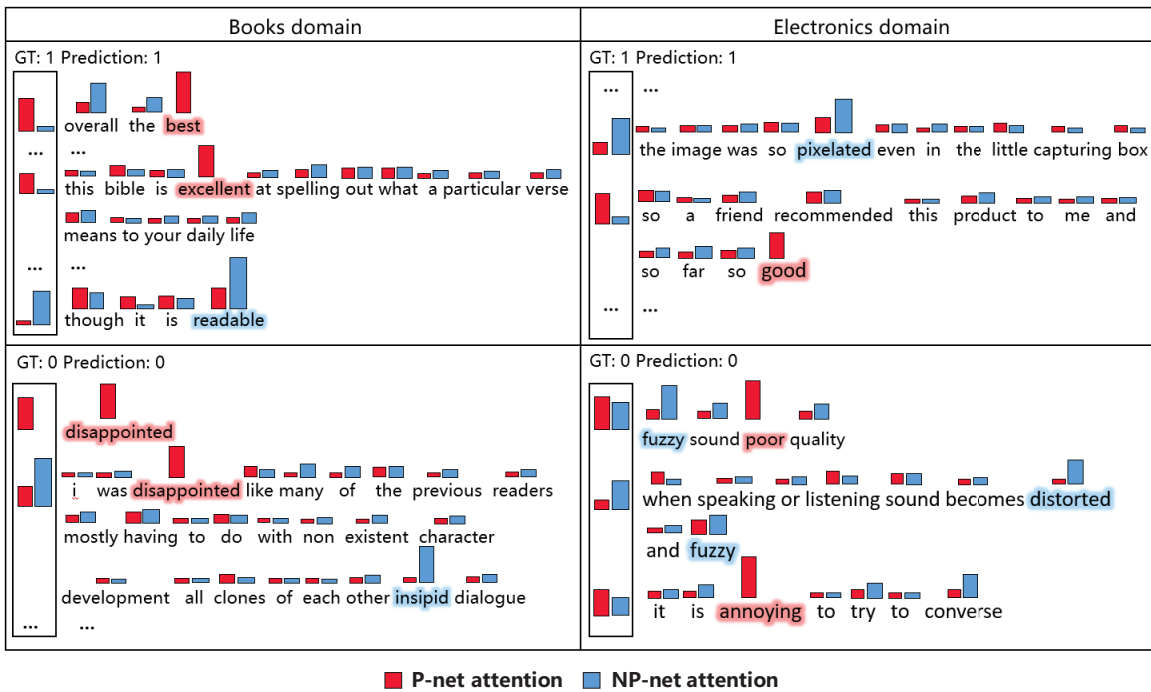 Books domain
Electronics domain
GT: 1 Prediction: 1
overall the best
... ...
this bible is excellent at spelling out what a particular verse
means to your daily life
... ...
though it is readable
GT: 1 Prediction: 1
... ...
the image was so pixelated even in the little capturing box
so a friend recommended this product to me and
so far so good
... ...
GT: 0 Prediction: 0
disappointed
i was disappointed like many of the previous readers
mostly having to do with non existent character
development all clones of each other insipid dialogue
... ...
GT: 0 Prediction: 0
fuzzy sound poor quality
when speaking or listening sound becomes distorted
and fuzzy
it is annoying to try to converse
P-net attention NP-net attention